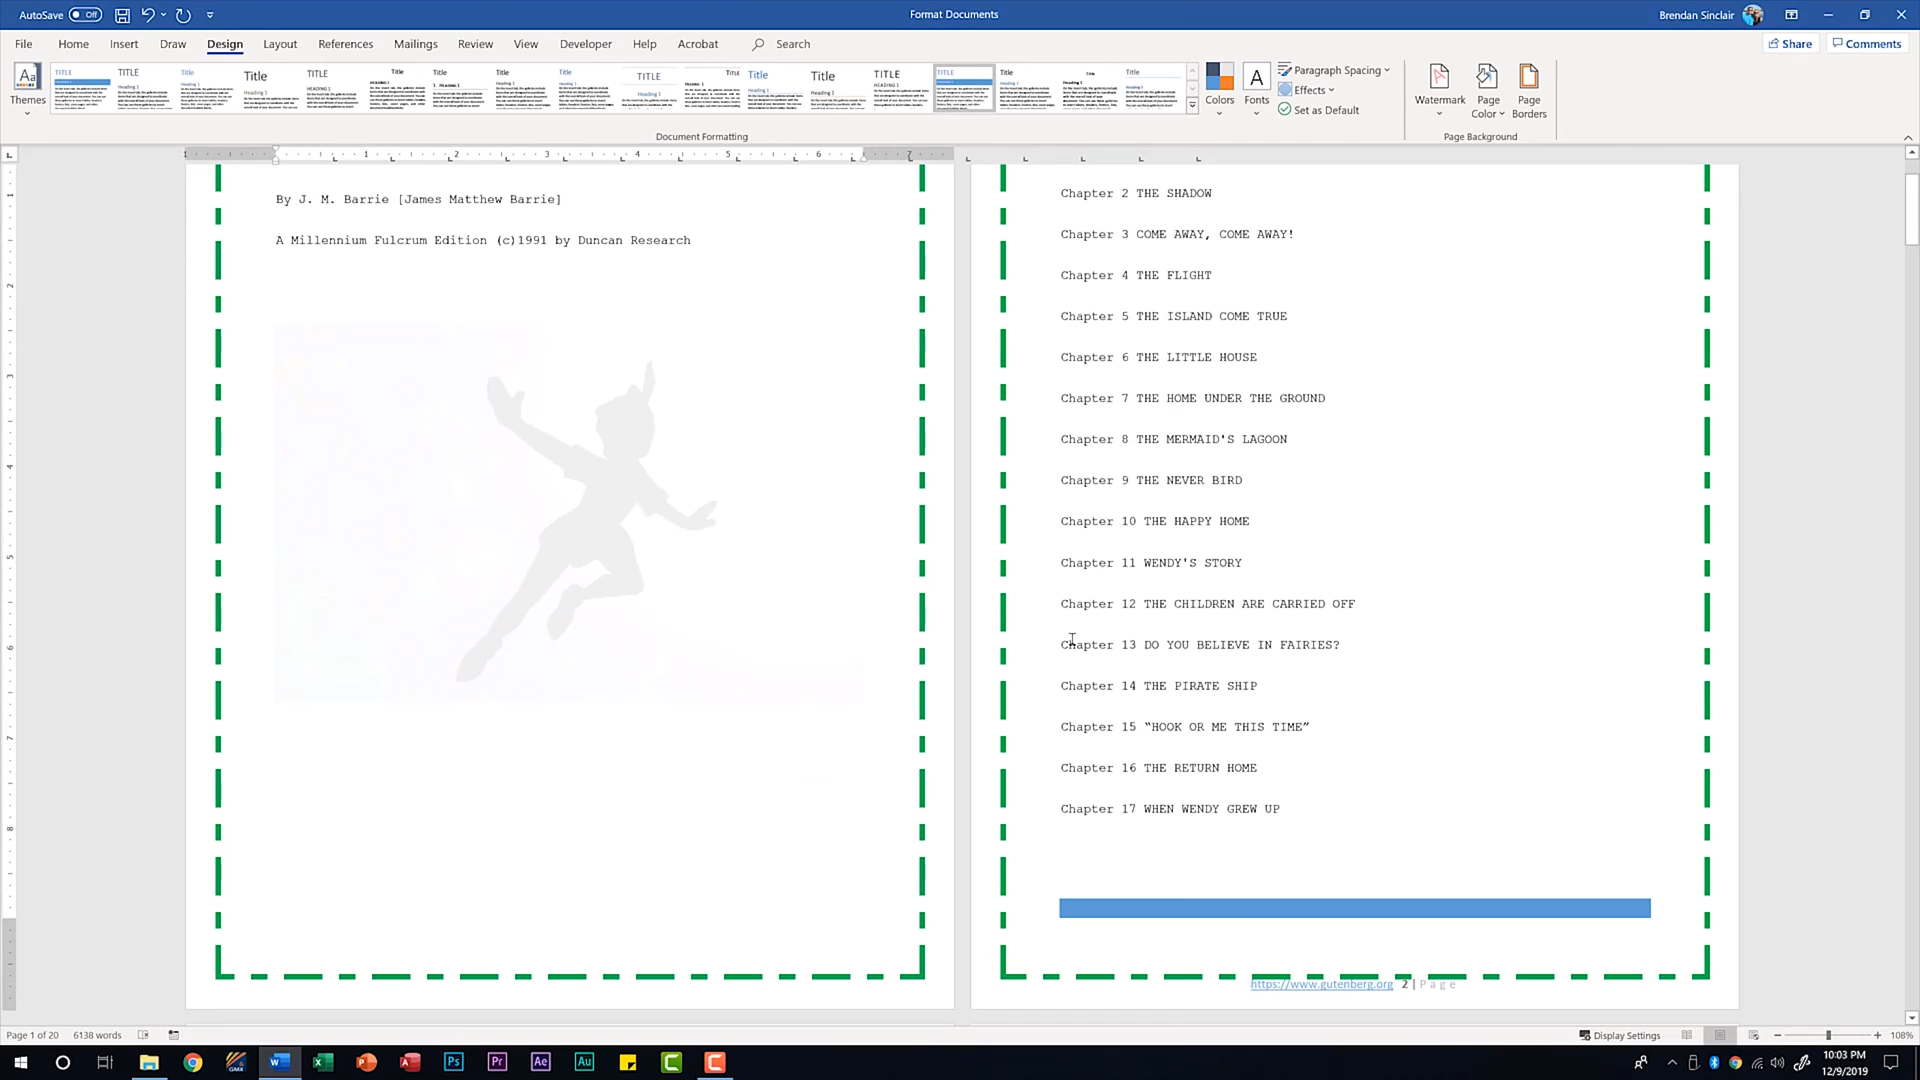 AutoSave Off
Format Documents
Brendan Sinclair
File Home Insert Draw Design Layout References Mailings Review View Developer Help Acrobat Search
Share Comments
Themes
Colors
Fonts
Paragraph Spacing
Effects
Set as Default
Watermark
Page Color
Page Borders
Document Formatting
Page Background
By J. M. Barrie [James Matthew Barrie]
A Millennium Fulcrum Edition (c)1991 by Duncan Research
Chapter 2 THE SHADOW
Chapter 3 COME AWAY, COME AWAY!
Chapter 4 THE FLIGHT
Chapter 5 THE ISLAND COME TRUE
Chapter 6 THE LITTLE HOUSE
Chapter 7 THE HOME UNDER THE GROUND
Chapter 8 THE MERMAID'S LAGOON
Chapter 9 THE NEVER BIRD
Chapter 10 THE HAPPY HOME
Chapter 11 WENDY'S STORY
Chapter 12 THE CHILDREN ARE CARRIED OFF
Chapter 13 DO YOU BELIEVE IN FAIRIES?
Chapter 14 THE PIRATE SHIP
Chapter 15 “HOOK OR ME THIS TIME”
Chapter 16 THE RETURN HOME
Chapter 17 WHEN WENDY GREW UP
https://www.gutenberg.org 2 | Page
Page 1 of 20 6138 words
Display Settings
108%
10:03 PM
12/9/2019